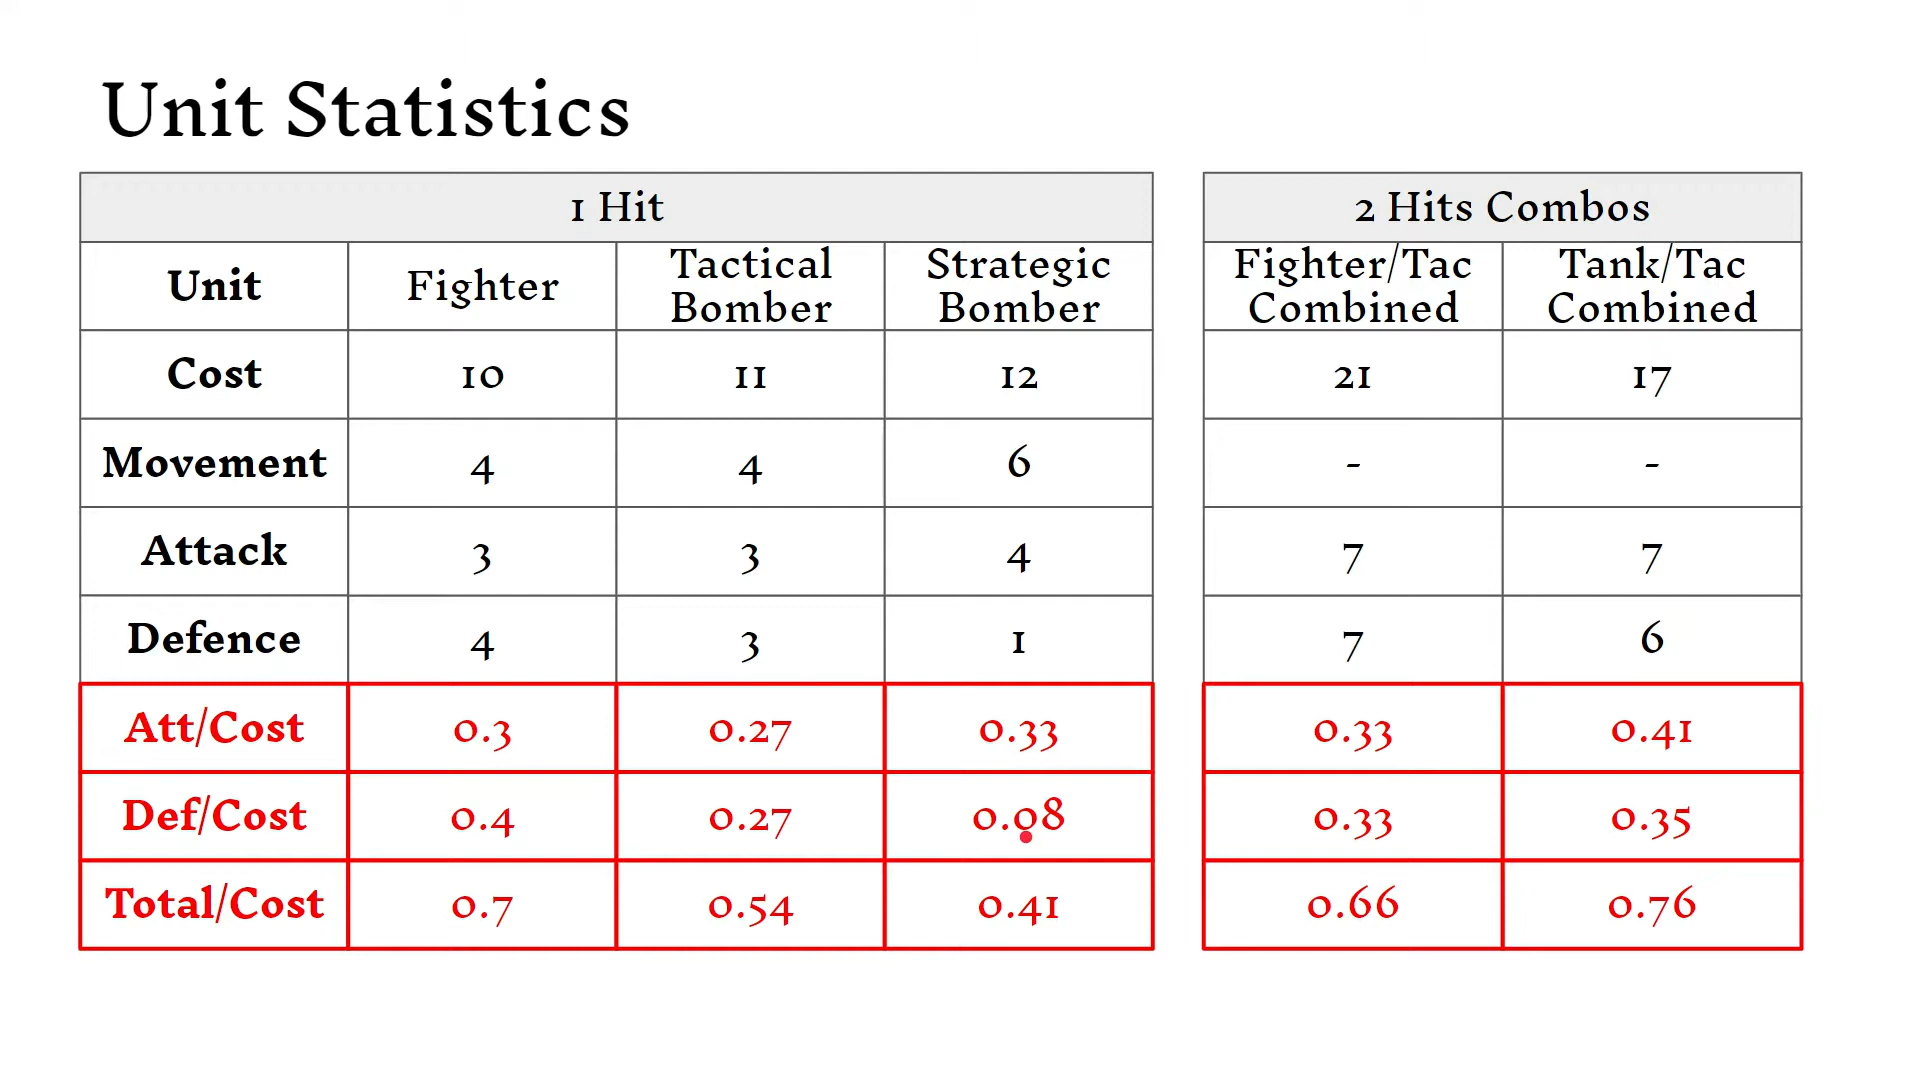 Unit Statistics
1 Hit
2 Hits Combos
Unit
Fighter
Tactical
Bomber
Strategic
Bomber
Fighter/Tac
Combined
Tank/Tac
Combined
Cost
10
11
12
21
17
Movement
4
4
6
-
-
Attack
3
3
4
7
7
Defence
4
3
1
7
6
Att/Cost
0.3
0.27
0.33
0.33
0.41
Def/Cost
0.4
0.27
0.08
0.33
0.35
Total/Cost
0.7
0.54
0.41
0.66
0.76